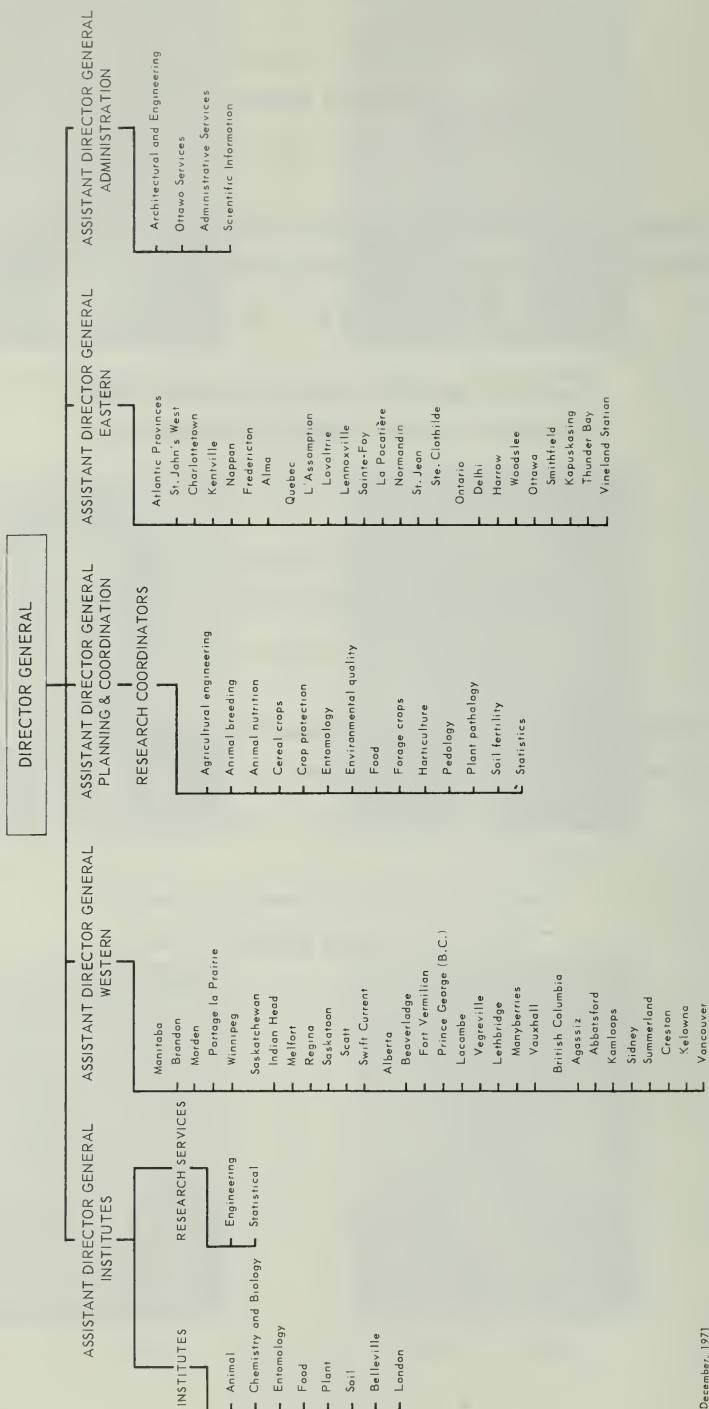 DIRECTOR GENERAL
ASSISTANT DIRECTOR GENERAL
INSTITUTES
INSTITUTES
Animal
Chemistry and Biology
Entomology
Food
Plant
Soil
Belleville
London
RESEARCH SERVICES
Engineering
Statistical
ASSISTANT DIRECTOR GENERAL
WESTERN
Manitoba
Brandon
Morden
Portage la Prairie
Winnipeg
Saskatchewan
Indian Head
Melfort
Regina
Saskatoon
Scott
Swift Current
Alberta
Beaverlodge
Fort Vermilion
Prince George (B.C.)
Lacombe
Vegreville
Lethbridge
Manyberries
Vauxhall
British Columbia
Agassiz
Abbotsford
Kamloops
Sidney
Summerland
Creston
Kelowna
Vancouver
ASSISTANT DIRECTOR GENERAL
PLANNING & COORDINATION
RESEARCH COORDINATORS
Agricultural engineering
Animal breeding
Animal nutrition
Cereal crops
Crop protection
Entomology
Environmental quality
Food
Forage crops
Horticulture
Pedology
Plant pathology
Soil fertility
Statistics
ASSISTANT DIRECTOR GENERAL
EASTERN
Atlantic Provinces
St. John's West
Charlottetown
Kentville
Nappan
Fredericton
Alma
Quebec
L'Assomption
Lavaltrie
Lennoxville
Sainte-Foy
La Pocatière
Normandin
St. Jean
Ste. Clothilde
Ontario
Delhi
Harrow
Woodslee
Ottawa
Smithfield
Kapuskasing
Thunder Bay
Vineland Station
ASSISTANT DIRECTOR GENERAL
ADMINISTRATION
Architectural and Engineering
Ottawa Services
Administrative Services
Scientific Information
December, 1971